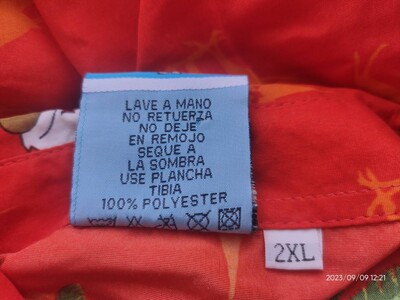 LAVE A MANO
NO RETUERZA
NO DEJE
EN REMOJO
SEQUE A
LA SOMBRA
USE PLANCHA
TIBIA
100% POLYESTER
2XL
2023/09/09 12:21